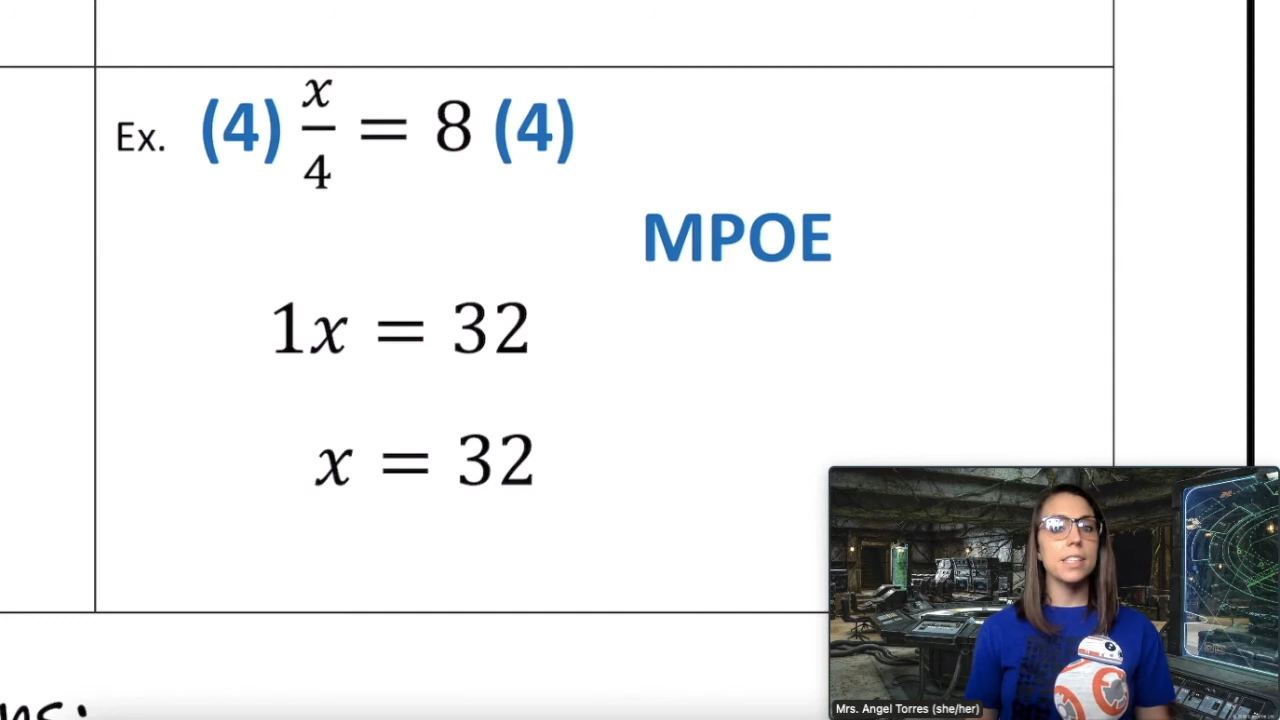 Ex. (4) x/4 = 8 (4)
MPOE
1x = 32
x = 32
Mrs. Angel Torres (she/her)